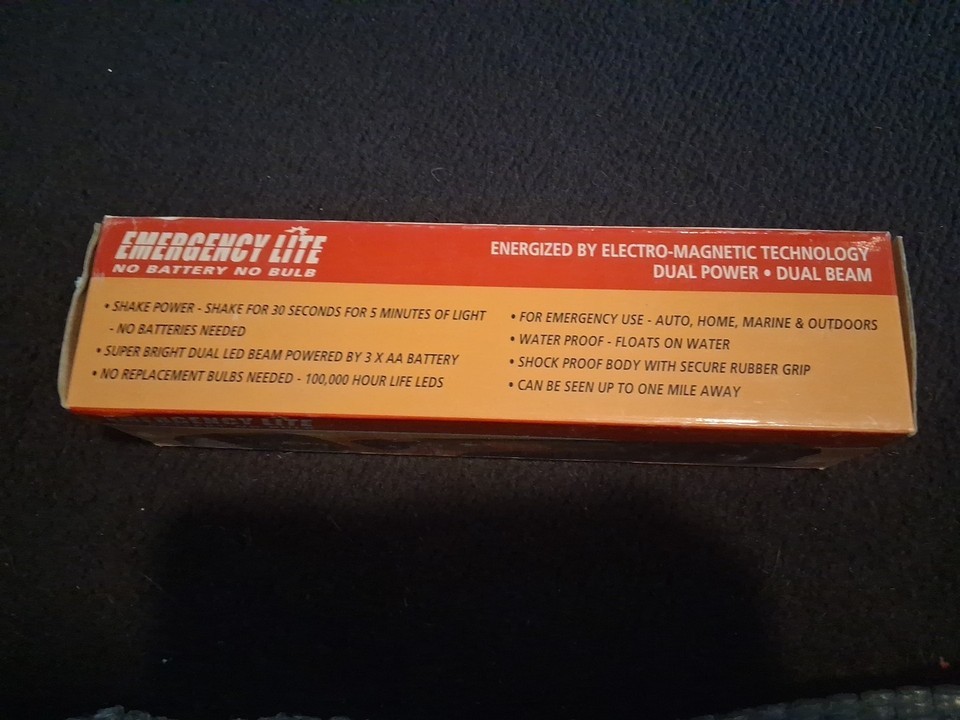 EMERGENCY LITE
NO BATTERY NO BULB
ENERGIZED BY ELECTRO-MAGNETIC TECHNOLOGY
DUAL POWER • DUAL BEAM
• SHAKE POWER - SHAKE FOR 30 SECONDS FOR 5 MINUTES OF LIGHT
- NO BATTERIES NEEDED
• SUPER BRIGHT DUAL LED BEAM POWERED BY 3 X AA BATTERY
• NO REPLACEMENT BULBS NEEDED - 100,000 HOUR LIFE LEDS
• FOR EMERGENCY USE - AUTO, HOME, MARINE & OUTDOORS
• WATER PROOF - FLOATS ON WATER
• SHOCK PROOF BODY WITH SECURE RUBBER GRIP
• CAN BE SEEN UP TO ONE MILE AWAY
EMERGENCY LITE